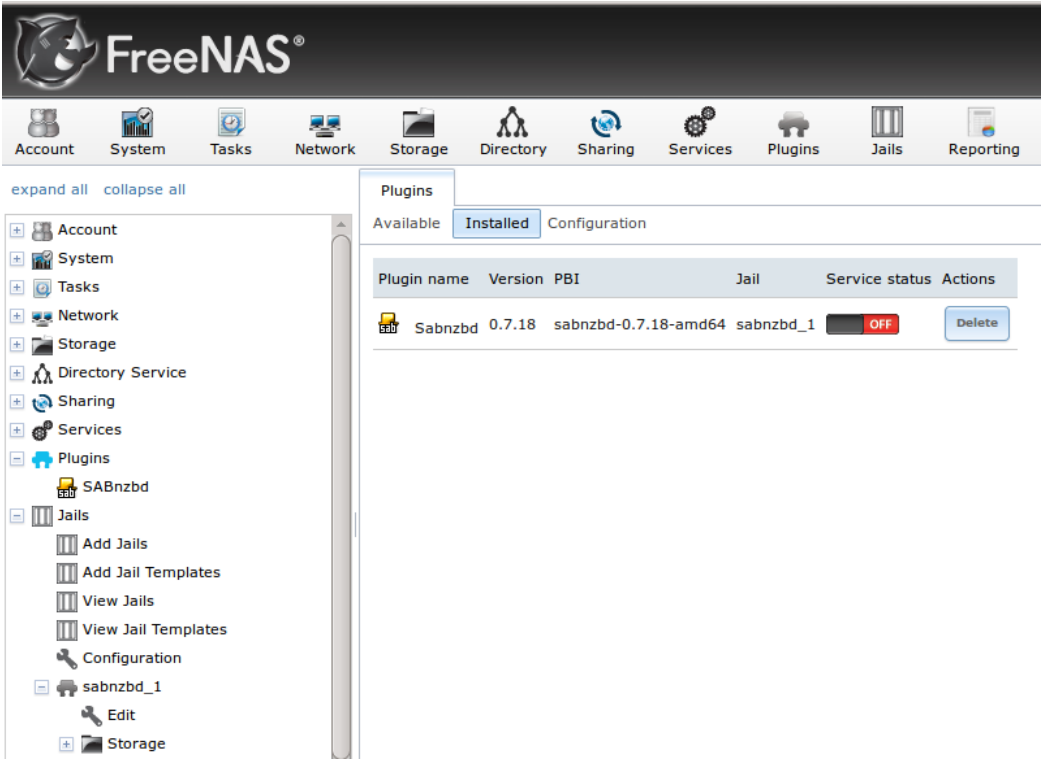 FreeNAS®
Account System Tasks Network Storage Directory Sharing Services Plugins Jails Reporting
expand all collapse all
Account
System
Tasks
Network
Storage
Directory Service
Sharing
Services
Plugins
sab SABnzbd
Jails
Add Jails
Add Jail Templates
View Jails
View Jail Templates
Configuration
sabnzbd_1
Edit
Storage
Plugins
Available Installed Configuration
Plugin name Version PBI Jail Service status Actions
sab Sabnzbd 0.7.18 sabnzbd-0.7.18-amd64 sabnzbd_1 OFF Delete